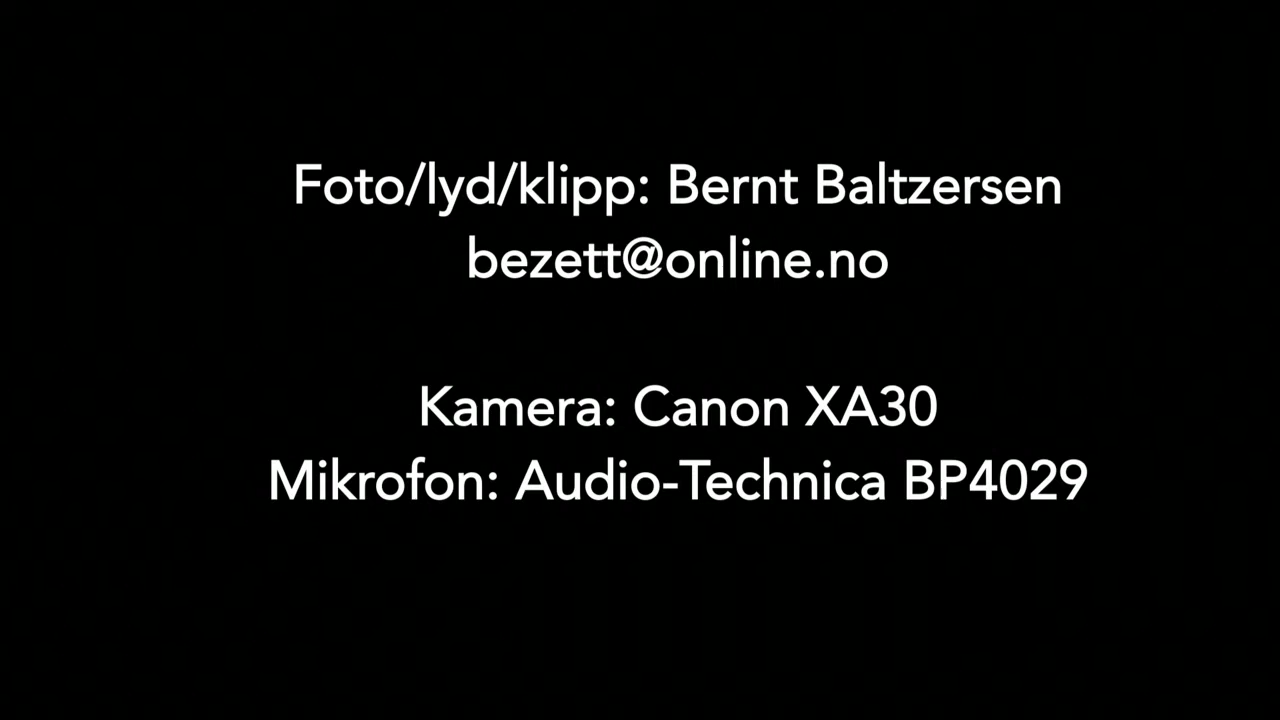 Foto/lyd/klipp: Bernt Baltzersen
bezett@online.no
Kamera: Canon XA30
Mikrofon: Audio-Technica BP4029